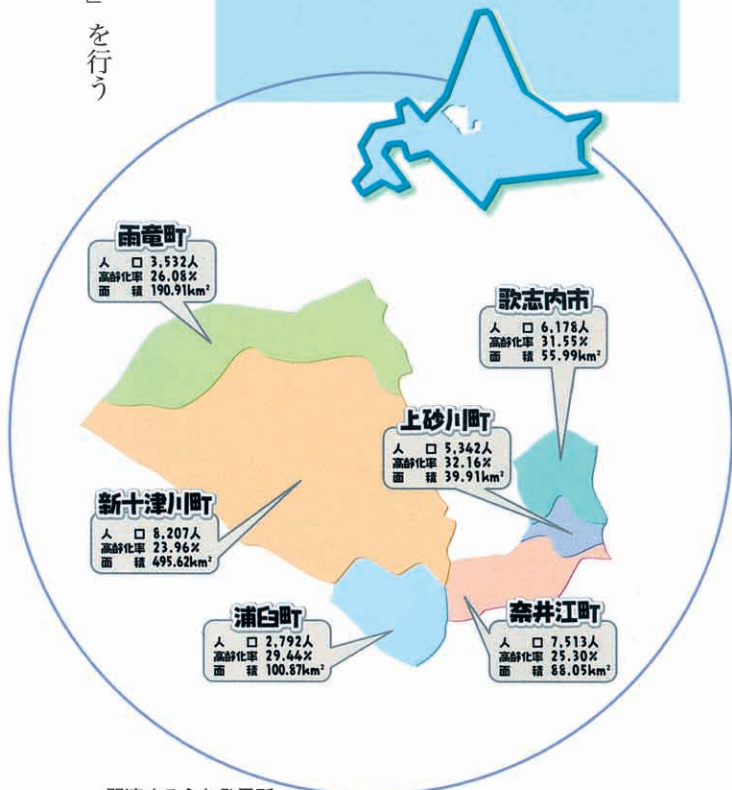 』を行う
雨竜町
人口 3,532人
高齢化率 26.08%
面積 190.91km²
歌志内市
人口 6,178人
高齢化率 31.55%
面積 55.99km²
上砂川町
人口 5,342人
高齢化率 32.16%
面積 39.91km²
新十津川町
人口 8,207人
高齢化率 23.96%
面積 495.62km²
浦臼町
人口 2,792人
高齢化率 29.44%
面積 100.87km²
奈井江町
人口 7,513人
高齢化率 25.30%
面積 88.05km²